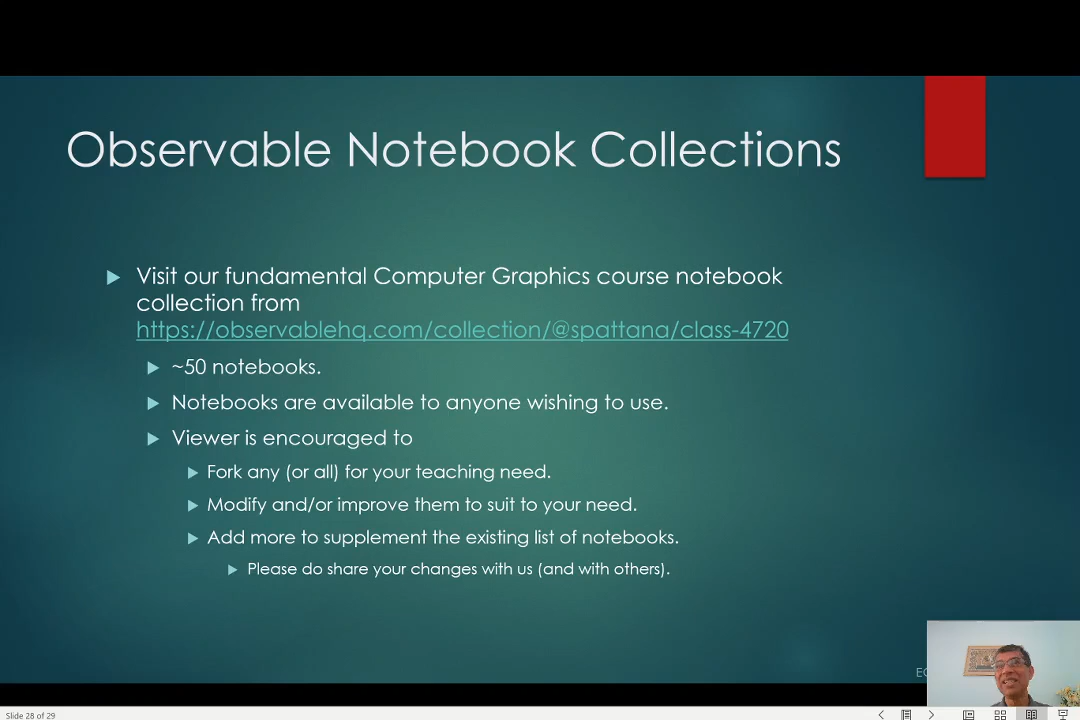 Observable Notebook Collections
Visit our fundamental Computer Graphics course notebook
collection from
https://observablehq.com/collection/@spattana/class-4720
~50 notebooks.
Notebooks are available to anyone wishing to use.
Viewer is encouraged to
Fork any (or all) for your teaching need.
Modify and/or improve them to suit to your need.
Add more to supplement the existing list of notebooks.
Please do share your changes with us (and with others).
Slide 28 of 29